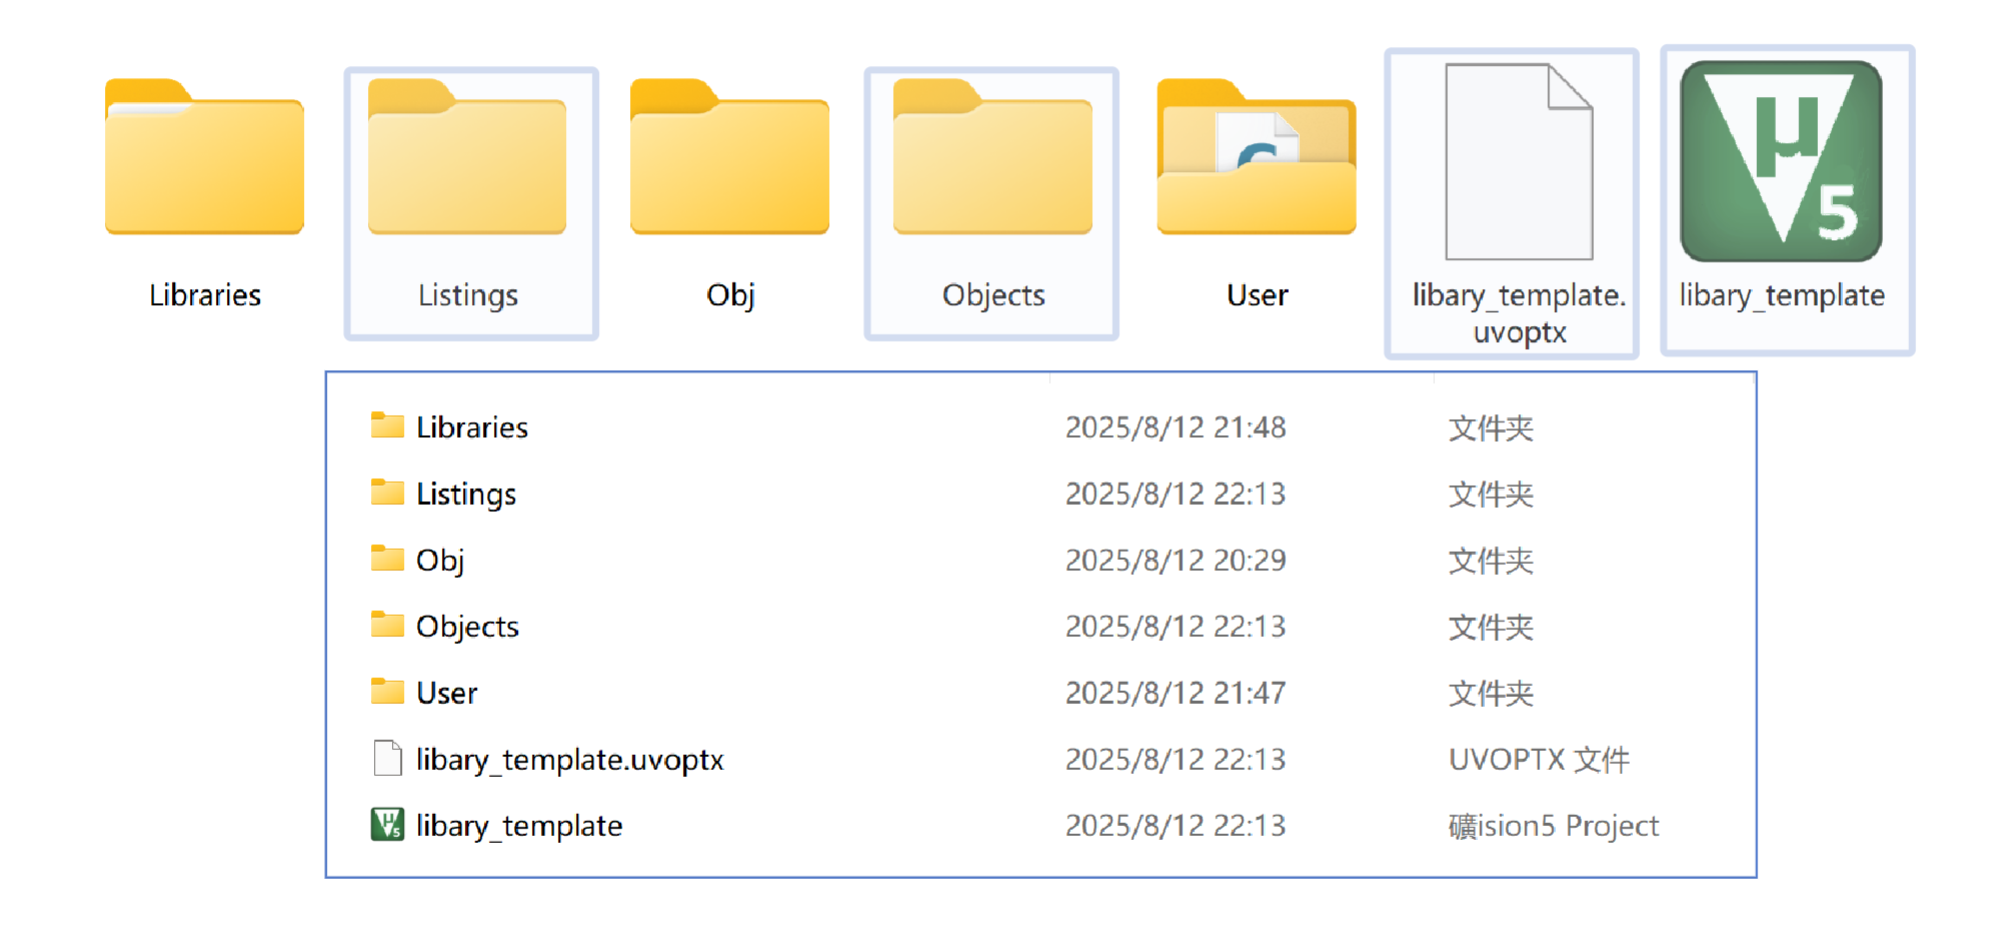 μ
5
Libraries
Listings
Obj
Objects
User
libary_template.
uvoptx
libary_template
Libraries 2025/8/12 21:48 文件夹
Listings 2025/8/12 22:13 文件夹
Obj 2025/8/12 20:29 文件夹
Objects 2025/8/12 22:13 文件夹
User 2025/8/12 21:47 文件夹
libary_template.uvoptx 2025/8/12 22:13 UVOPTX 文件
libary_template 2025/8/12 22:13 礦ision5 Project